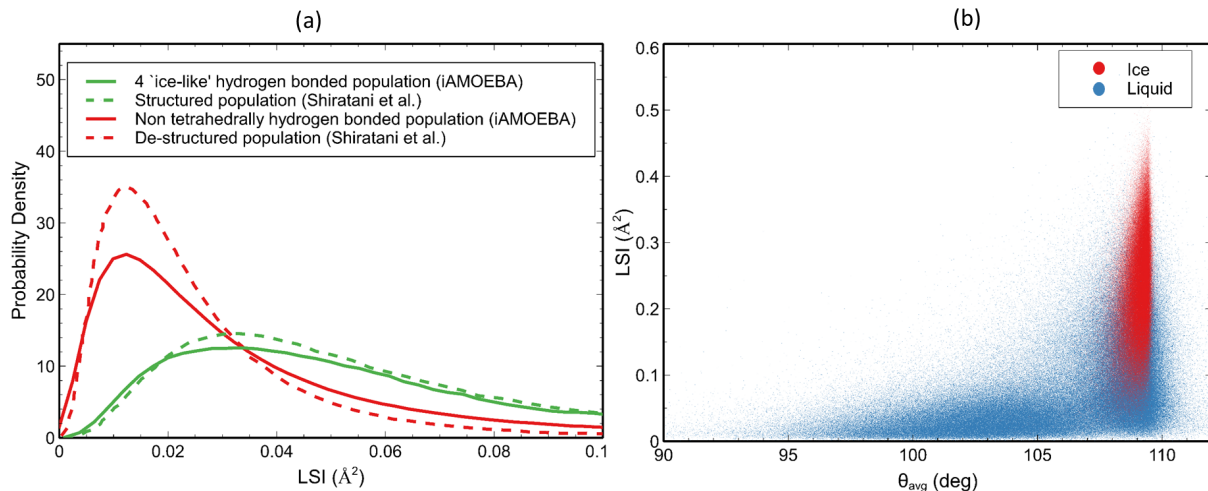 (a)
50
40
30
20
10
0
Probability Density
4 `ice-like' hydrogen bonded population (iAMOEBA)
Structured population (Shiratani et al.)
Non tetrahedrally hydrogen bonded population (iAMOEBA)
De-structured population (Shiratani et al.)
0 0.02 0.04 0.06 0.08 0.1
LSI (Å²)
(b)
0.6
0.5
0.4
0.3
0.2
0.1
0
LSI (Å²)
Ice
Liquid
90 95 100 105 110
θavg (deg)